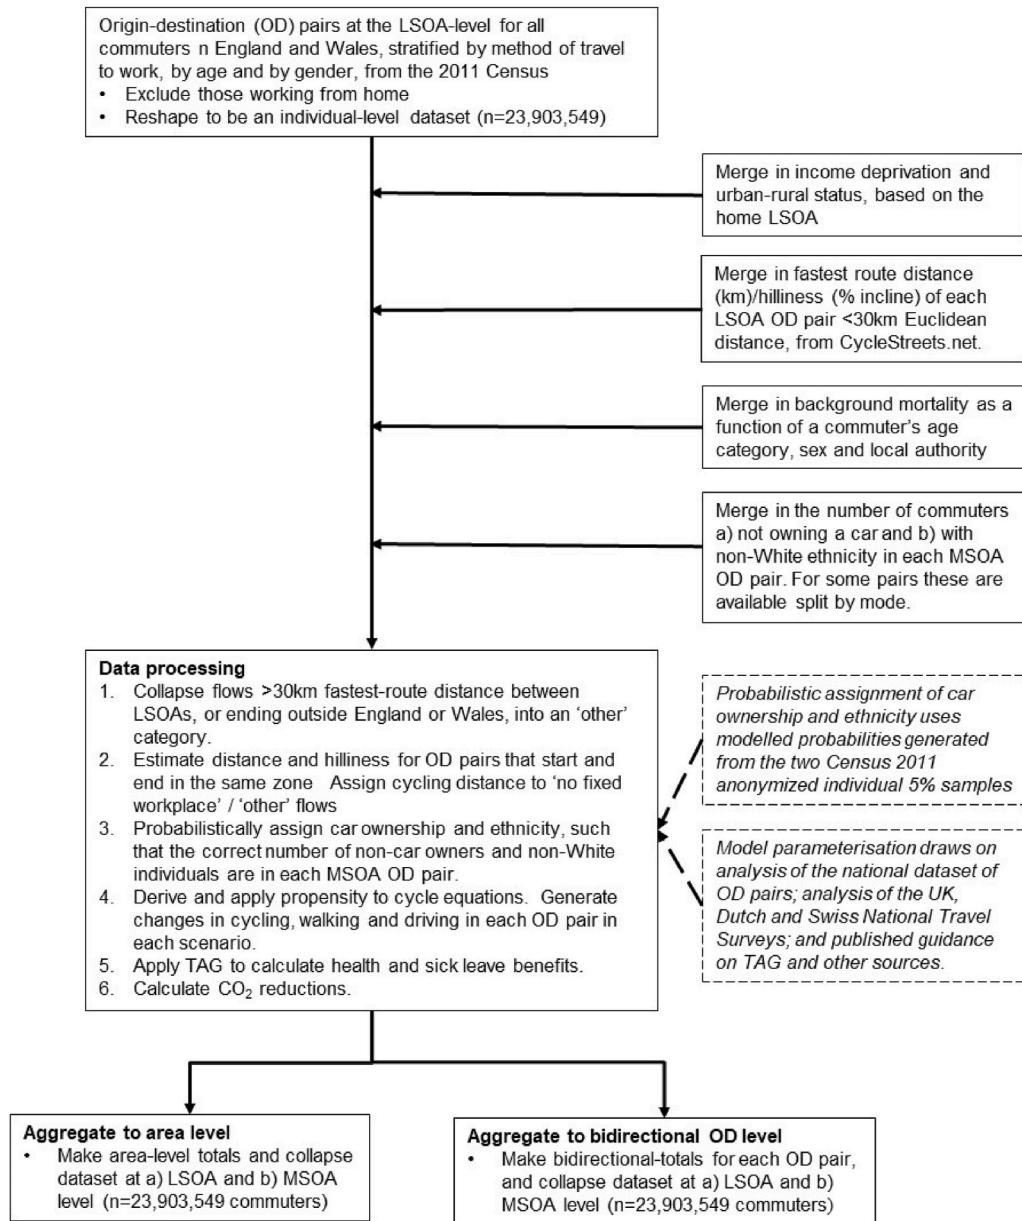 Origin-destination (OD) pairs at the LSOA-level for all
commuters n England and Wales, stratified by method of travel
to work, by age and by gender, from the 2011 Census
• Exclude those working from home
• Reshape to be an individual-level dataset (n=23,903,549)
Merge in income deprivation and
urban-rural status, based on the
home LSOA
Merge in fastest route distance
(km)/hilliness (% incline) of each
LSOA OD pair <30km Euclidean
distance, from CycleStreets.net.
Merge in background mortality as a
function of a commuter's age
category, sex and local authority
Merge in the number of commuters
a) not owning a car and b) with
non-White ethnicity in each MSOA
OD pair. For some pairs these are
available split by mode.
Data processing
1. Collapse flows >30km fastest-route distance between
LSOAs, or ending outside England or Wales, into an 'other'
category.
2. Estimate distance and hilliness for OD pairs that start and
end in the same zone Assign cycling distance to 'no fixed
workplace' / 'other' flows
3. Probabilistically assign car ownership and ethnicity, such
that the correct number of non-car owners and non-White
individuals are in each MSOA OD pair.
4. Derive and apply propensity to cycle equations. Generate
changes in cycling, walking and driving in each OD pair in
each scenario.
5. Apply TAG to calculate health and sick leave benefits.
6. Calculate CO₂ reductions.
Probabilistic assignment of car
ownership and ethnicity uses
modelled probabilities generated
from the two Census 2011
anonymized individual 5% samples
Model parameterisation draws on
analysis of the national dataset of
OD pairs; analysis of the UK,
Dutch and Swiss National Travel
Surveys; and published guidance
on TAG and other sources.
Aggregate to area level
• Make area-level totals and collapse
dataset at a) LSOA and b) MSOA
level (n=23,903,549 commuters)
Aggregate to bidirectional OD level
• Make bidirectional-totals for each OD pair,
and collapse dataset at a) LSOA and b)
MSOA level (n=23,903,549 commuters)